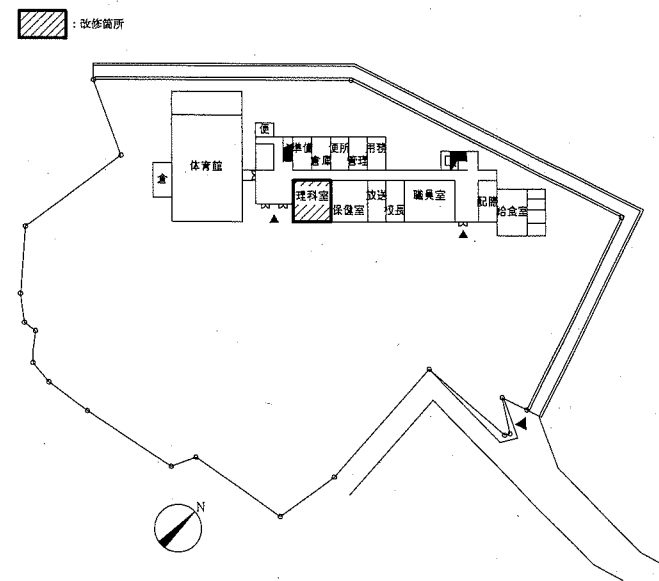 ：改修箇所
便
準備
便所
用務
倉庫
管理
倉
体育館
理科室
保健室
放送
校長
職員室
配膳
給食室
N